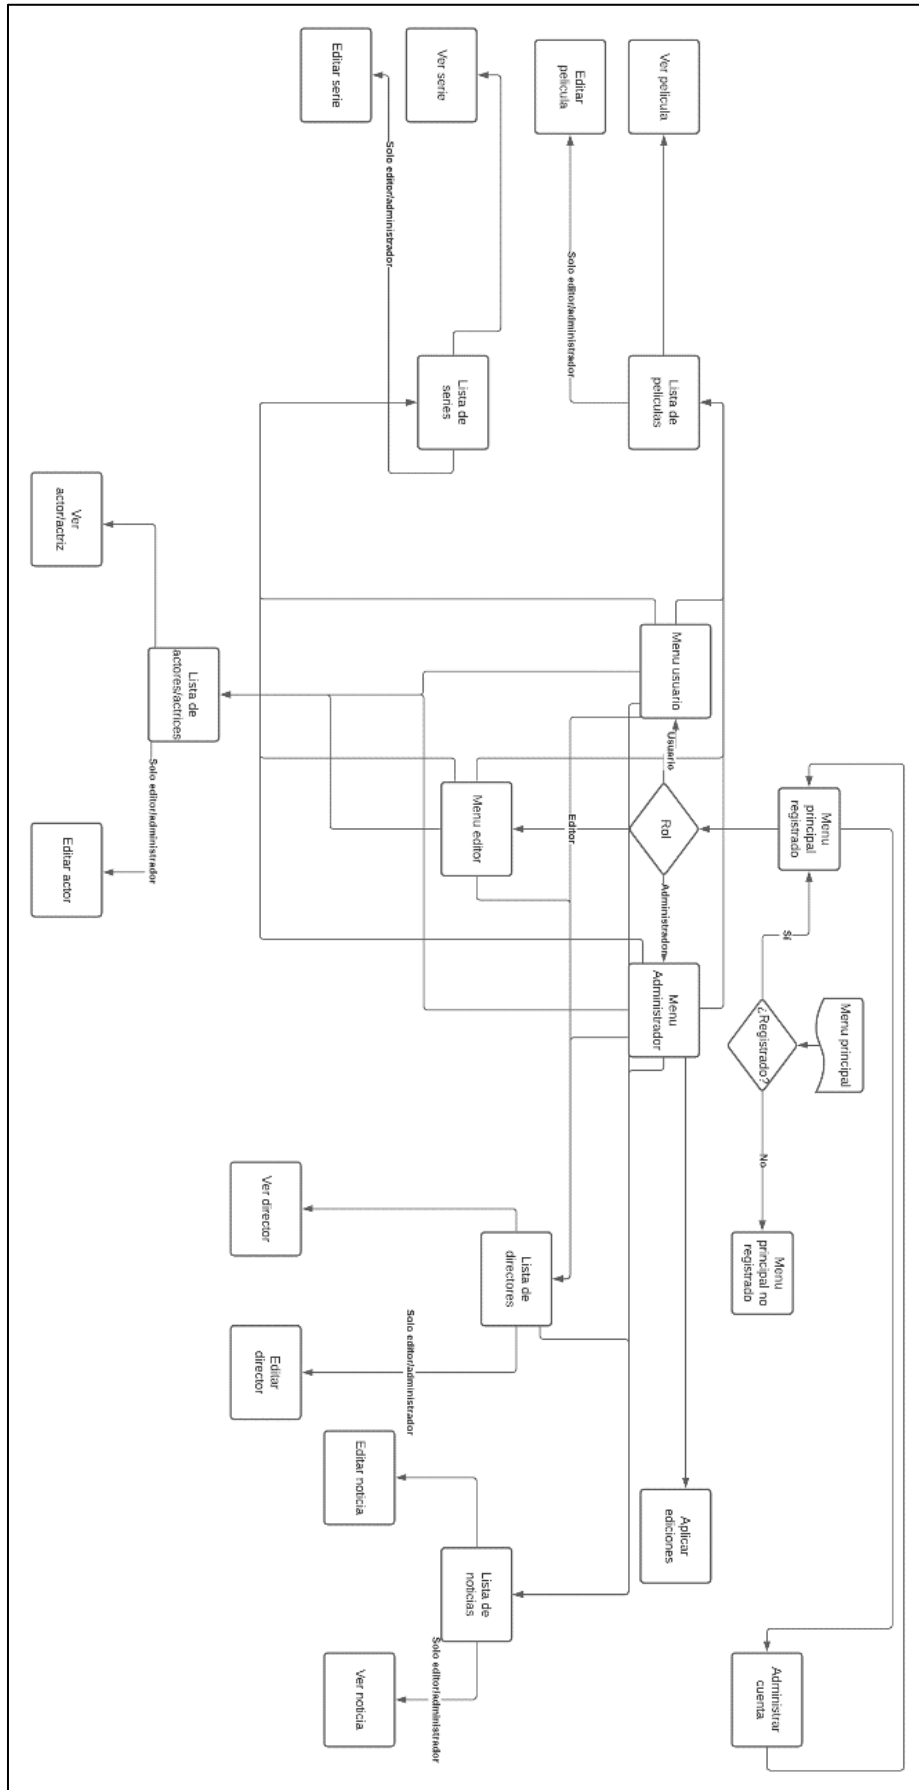 Menu principal
Menu
principal
registrado
Sí
¿Registrado?
No
Menu
principal no
registrado
Administrar
cuenta
Menu usuario
Usuario
Rol
Administrador
Menu
Administrador
Aplicar
ediciones
Ver pelicula
Lista de
peliculas
Editar
pelicula
Solo editor/administrador
Editor
Menu editor
Lista de
directores
Lista de
noticias
Ver serie
Lista de
series
Editar serie
Solo editor/administrador
Solo editor/administrador
Solo editor/administrador
Editar noticia
Ver noticia
Ver director
Editar
director
Lista de
actores/actrices
Solo editor/administrador
Ver
actor/actriz
Editar actor